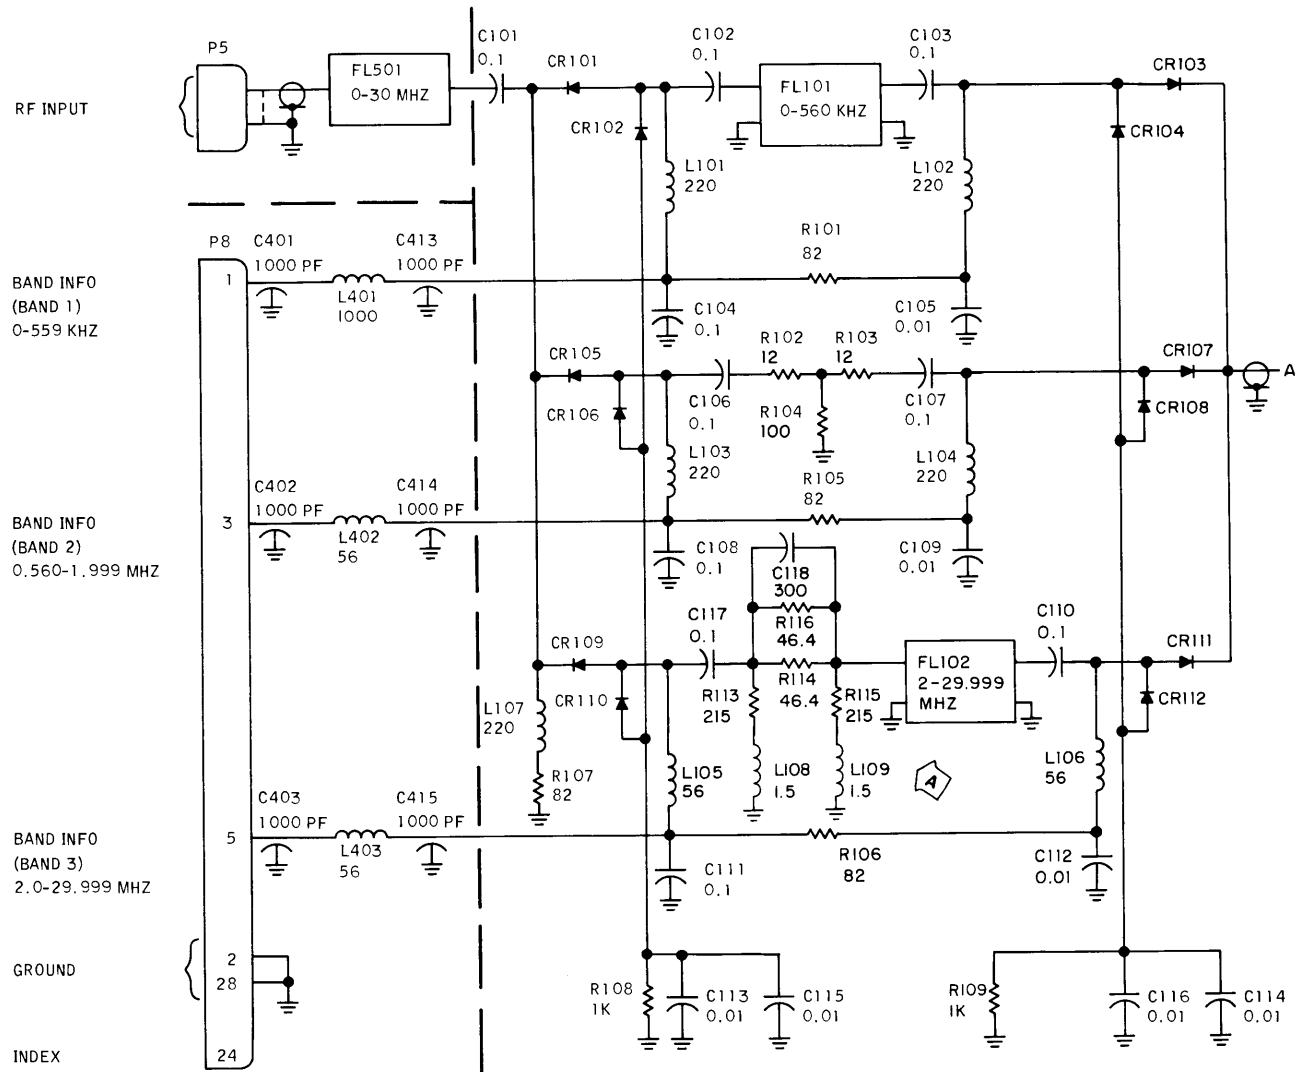 P5
RF INPUT
FL501
0-30 MHZ
C101
0.1
CR101
CR102
C102
0.1
FL101
0-560 KHZ
C103
0.1
CR103
CR104
L101
220
L102
220
R101
82
P8
C401
1000 PF
C413
1000 PF
1
L401
1000
BAND INFO
(BAND 1)
0-559 KHZ
C104
0.1
C105
0.01
R102
12
R103
12
CR105
CR106
C106
0.1
R104
100
C107
0.1
CR107
CR108
A
L103
220
L104
220
R105
82
C402
1000 PF
C414
1000 PF
3
L402
56
BAND INFO
(BAND 2)
0.560-1.999 MHZ
C108
0.1
C109
0.01
C118
300
R116
46.4
C117
0.1
CR109
CR110
R114
46.4
R113
215
R115
215
FL102
2-29.999
MHZ
C110
0.1
CR111
CR112
L107
220
R107
82
L105
56
L108
1.5
L109
1.5
A
L106
56
C403
1000 PF
C415
1000 PF
5
L403
56
BAND INFO
(BAND 3)
2.0-29.999 MHZ
R106
82
C111
0.1
C112
0.01
GROUND
2
28
R108
1K
C113
0.01
C115
0.01
R109
1K
C116
0.01
C114
0.01
INDEX
24